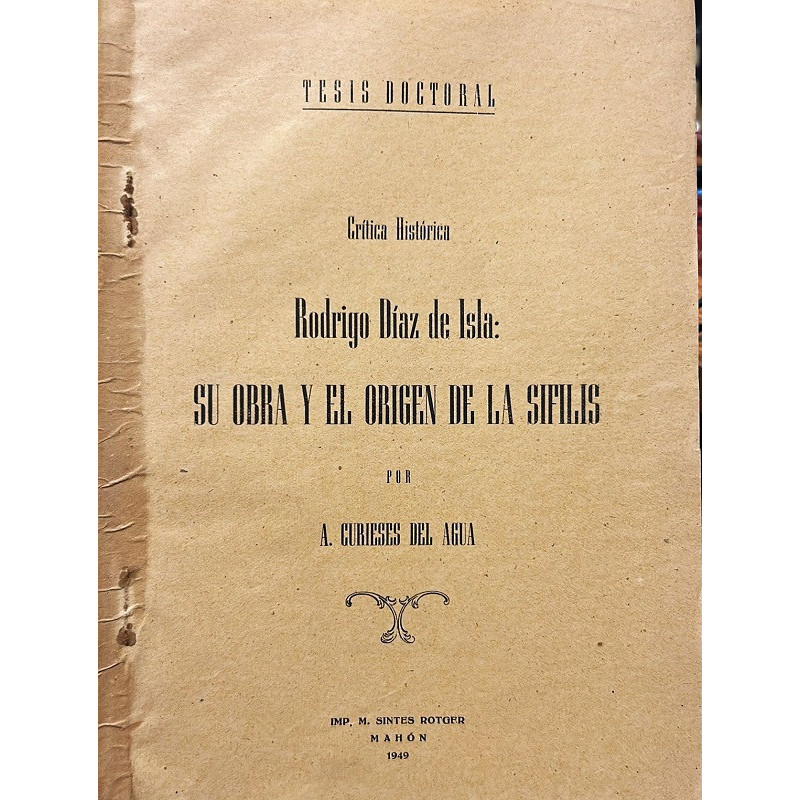 TESIS DOCTORAL
Crítica Histórica
Rodrigo Díaz de Isla:
SU OBRA Y EL ORIGEN DE LA SIFILIS
POR
A. CURIESES DEL AGUA
IMP. M. SINTES ROTGER
MAHÓN
1949